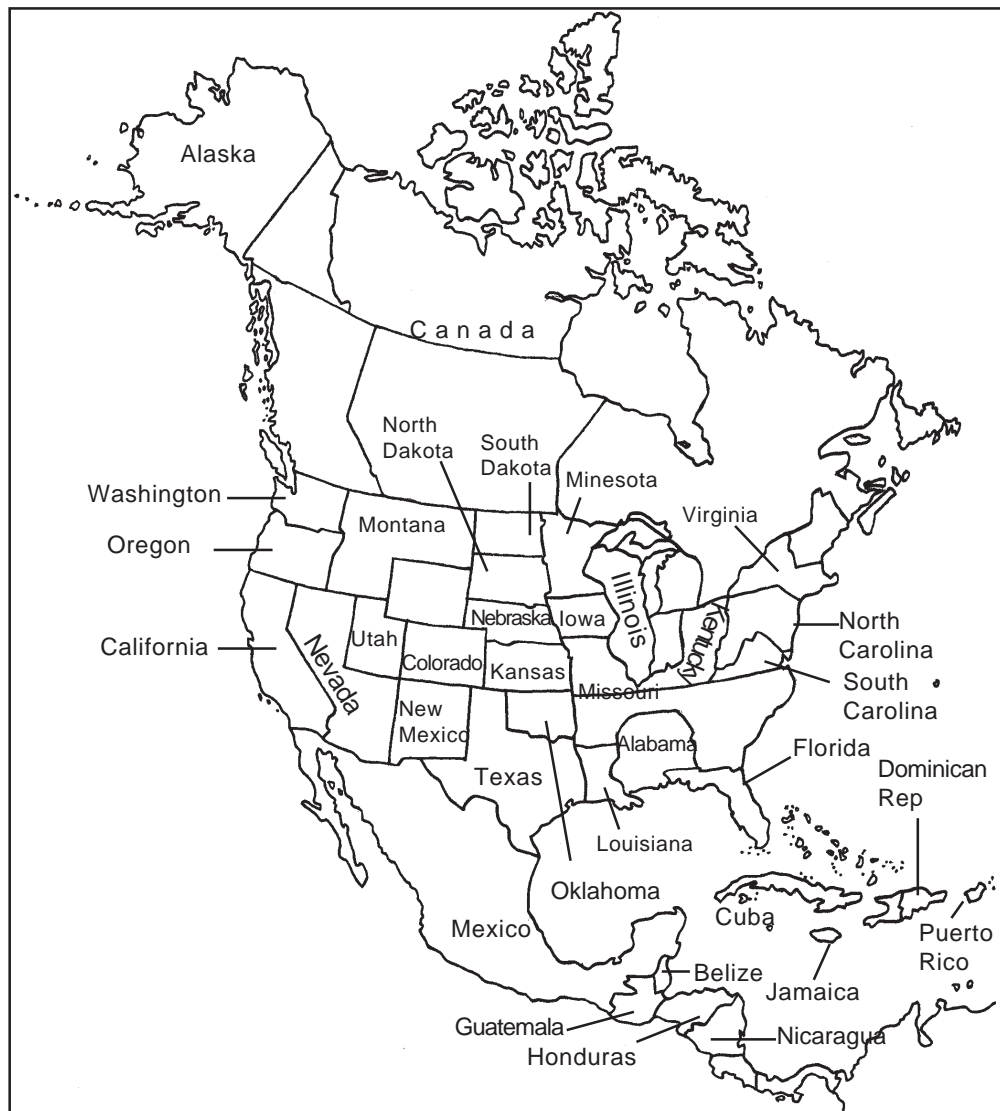 Alaska
Canada
North
Dakota
South
Dakota
Minesota
Washington
Montana
Virginia
Oregon
Illinois
Kentucky
Nebraska
Iowa
North
Carolina
California
Utah
Nevada
Colorado
Kansas
Missouri
South
Carolina
New
Mexico
Alabama
Florida
Texas
Dominican
Rep
Louisiana
Oklahoma
Cuba
Mexico
Puerto
Rico
Belize
Jamaica
Guatemala
Nicaragua
Honduras